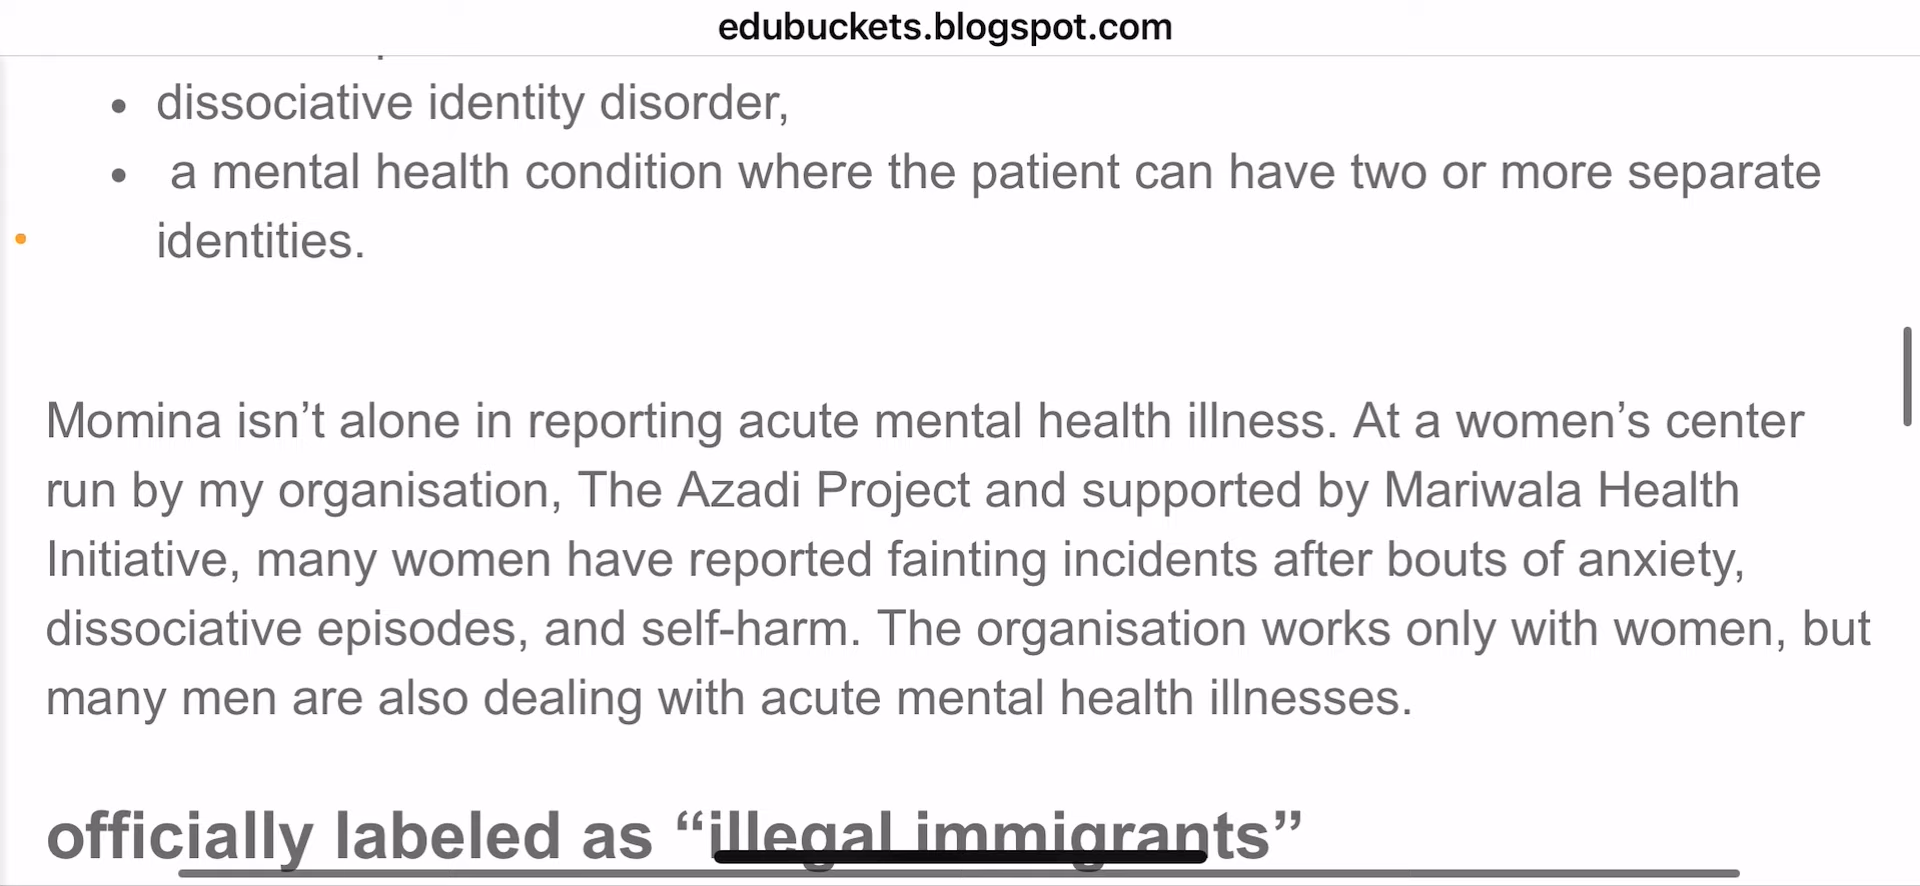 edubuckets.blogspot.com
• dissociative identity disorder,
• a mental health condition where the patient can have two or more separate
identities.
Momina isn’t alone in reporting acute mental health illness. At a women’s center
run by my organisation, The Azadi Project and supported by Mariwala Health
Initiative, many women have reported fainting incidents after bouts of anxiety,
dissociative episodes, and self-harm. The organisation works only with women, but
many men are also dealing with acute mental health illnesses.
officially labeled as “illegal immigrants”